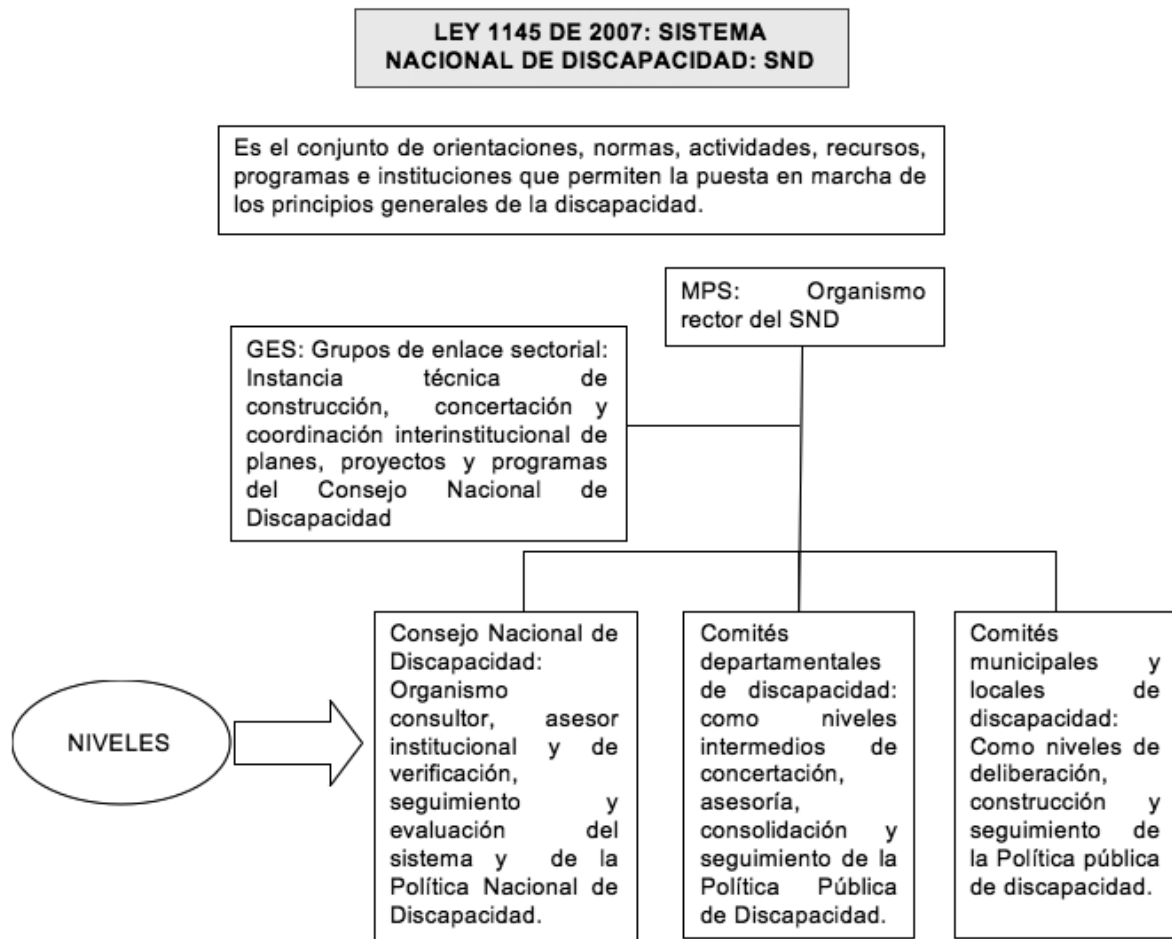 LEY 1145 DE 2007: SISTEMA
NACIONAL DE DISCAPACIDAD: SND
Es el conjunto de orientaciones, normas, actividades, recursos,
programas e instituciones que permiten la puesta en marcha de
los principios generales de la discapacidad.
MPS: Organismo
rector del SND
GES: Grupos de enlace sectorial:
Instancia técnica de
construcción, concertación y
coordinación interinstitucional de
planes, proyectos y programas
del Consejo Nacional de
Discapacidad
NIVELES
Consejo Nacional de
Discapacidad:
Organismo
consultor, asesor
institucional y de
verificación,
seguimiento y
evaluación del
sistema y de la
Política Nacional de
Discapacidad.
Comités
departamentales
de discapacidad:
como niveles
intermedios de
concertación,
asesoría,
consolidación y
seguimiento de la
Política Pública
de Discapacidad.
Comités
municipales y
locales de
discapacidad:
Como niveles de
deliberación,
construcción y
seguimiento de
la Política pública
de discapacidad.